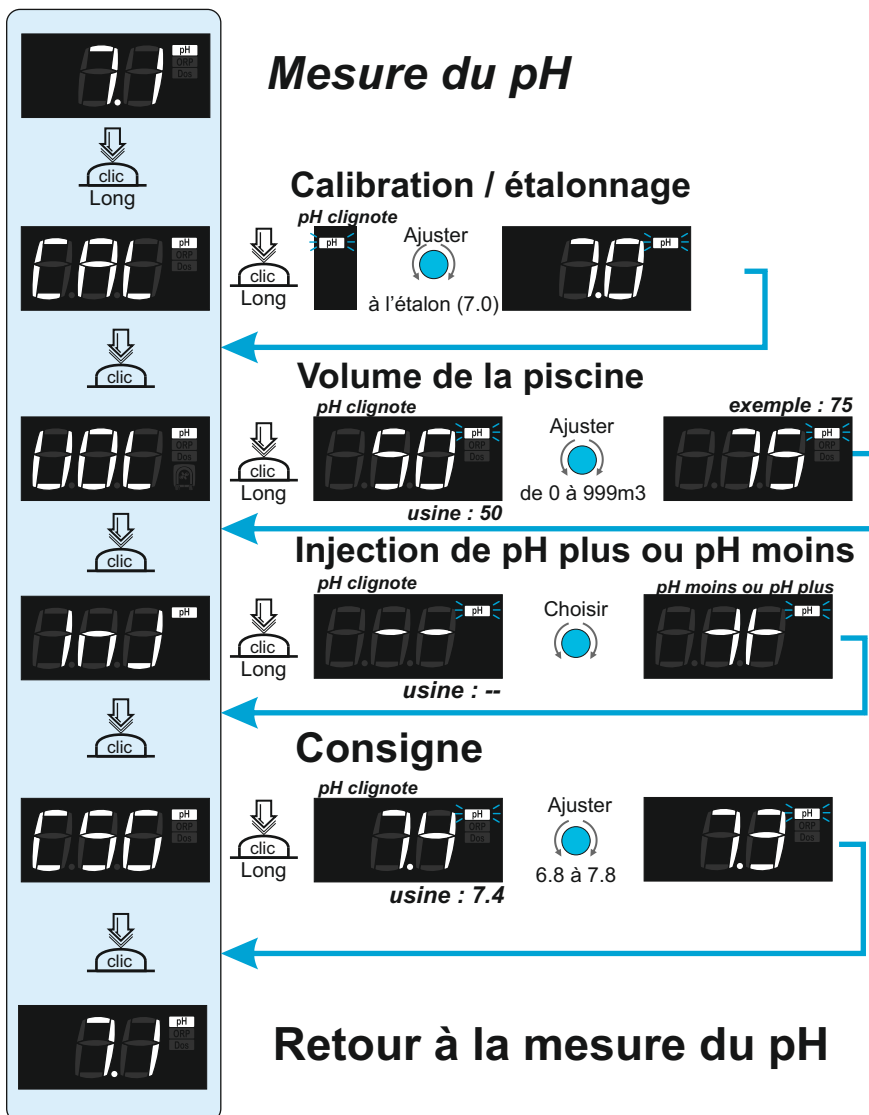 7.1 pH
ORP
Dos
Mesure du pH
clic
Long
Calibration / étalonnage
CAL pH
ORP
Dos
clic
Long
pH clignote
pH
Ajuster
à l'étalon (7.0)
7.0 pH
clic
Volume de la piscine
VOL pH
ORP
Dos
clic
Long
pH clignote
50 pH
ORP
Dos
usine : 50
Ajuster
de 0 à 999m3
exemple : 75
75 pH
ORP
Dos
clic
Injection de pH plus ou pH moins
InJ pH
clic
Long
pH clignote
-- pH
usine : --
Choisir
pH moins ou pH plus
pH
clic
Consigne
CSG pH
ORP
Dos
clic
Long
pH clignote
7.4 pH
ORP
Dos
usine : 7.4
Ajuster
6.8 à 7.8
7.3 pH
ORP
Dos
clic
7.1 pH
ORP
Dos
Retour à la mesure du pH